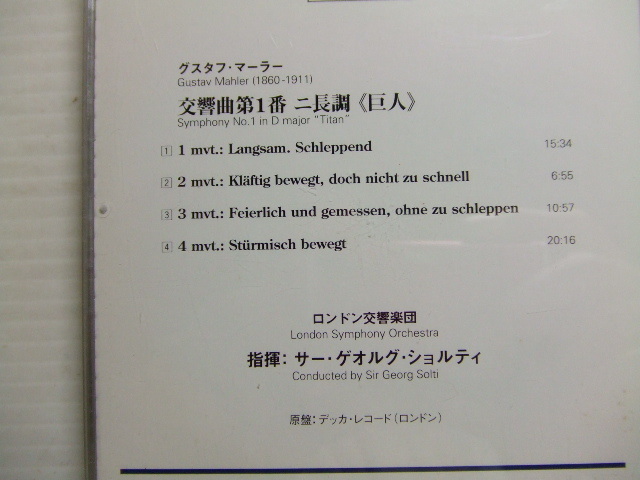 グスタフ・マーラー
Gustav Mahler (1860-1911)
交響曲第1番 ニ長調《巨人》
Symphony No.1 in D major "Titan"
1 1 mvt.: Langsam. Schleppend 15:34
2 2 mvt.: Kläftig bewegt, doch nicht zu schnell 6:55
3 3 mvt.: Feierlich und gemessen, ohne zu schleppen 10:57
4 4 mvt.: Stürmisch bewegt 20:16
ロンドン交響楽団
London Symphony Orchestra
指揮: サー・ゲオルグ・ショルティ
Conducted by Sir Georg Solti
原盤: デッカ・レコード (ロンドン)